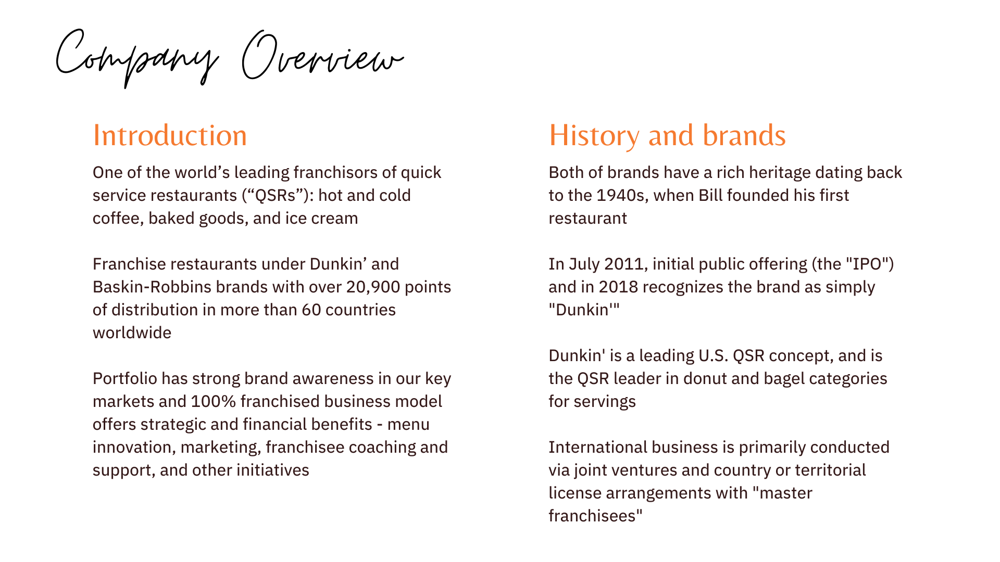 Company Overview
Introduction
One of the world’s leading franchisors of quick
service restaurants (“QSRs”): hot and cold
coffee, baked goods, and ice cream
Franchise restaurants under Dunkin’ and
Baskin-Robbins brands with over 20,900 points
of distribution in more than 60 countries
worldwide
Portfolio has strong brand awareness in our key
markets and 100% franchised business model
offers strategic and financial benefits - menu
innovation, marketing, franchisee coaching and
support, and other initiatives
History and brands
Both of brands have a rich heritage dating back
to the 1940s, when Bill founded his first
restaurant
In July 2011, initial public offering (the "IPO")
and in 2018 recognizes the brand as simply
"Dunkin'"
Dunkin' is a leading U.S. QSR concept, and is
the QSR leader in donut and bagel categories
for servings
International business is primarily conducted
via joint ventures and country or territorial
license arrangements with "master
franchisees"